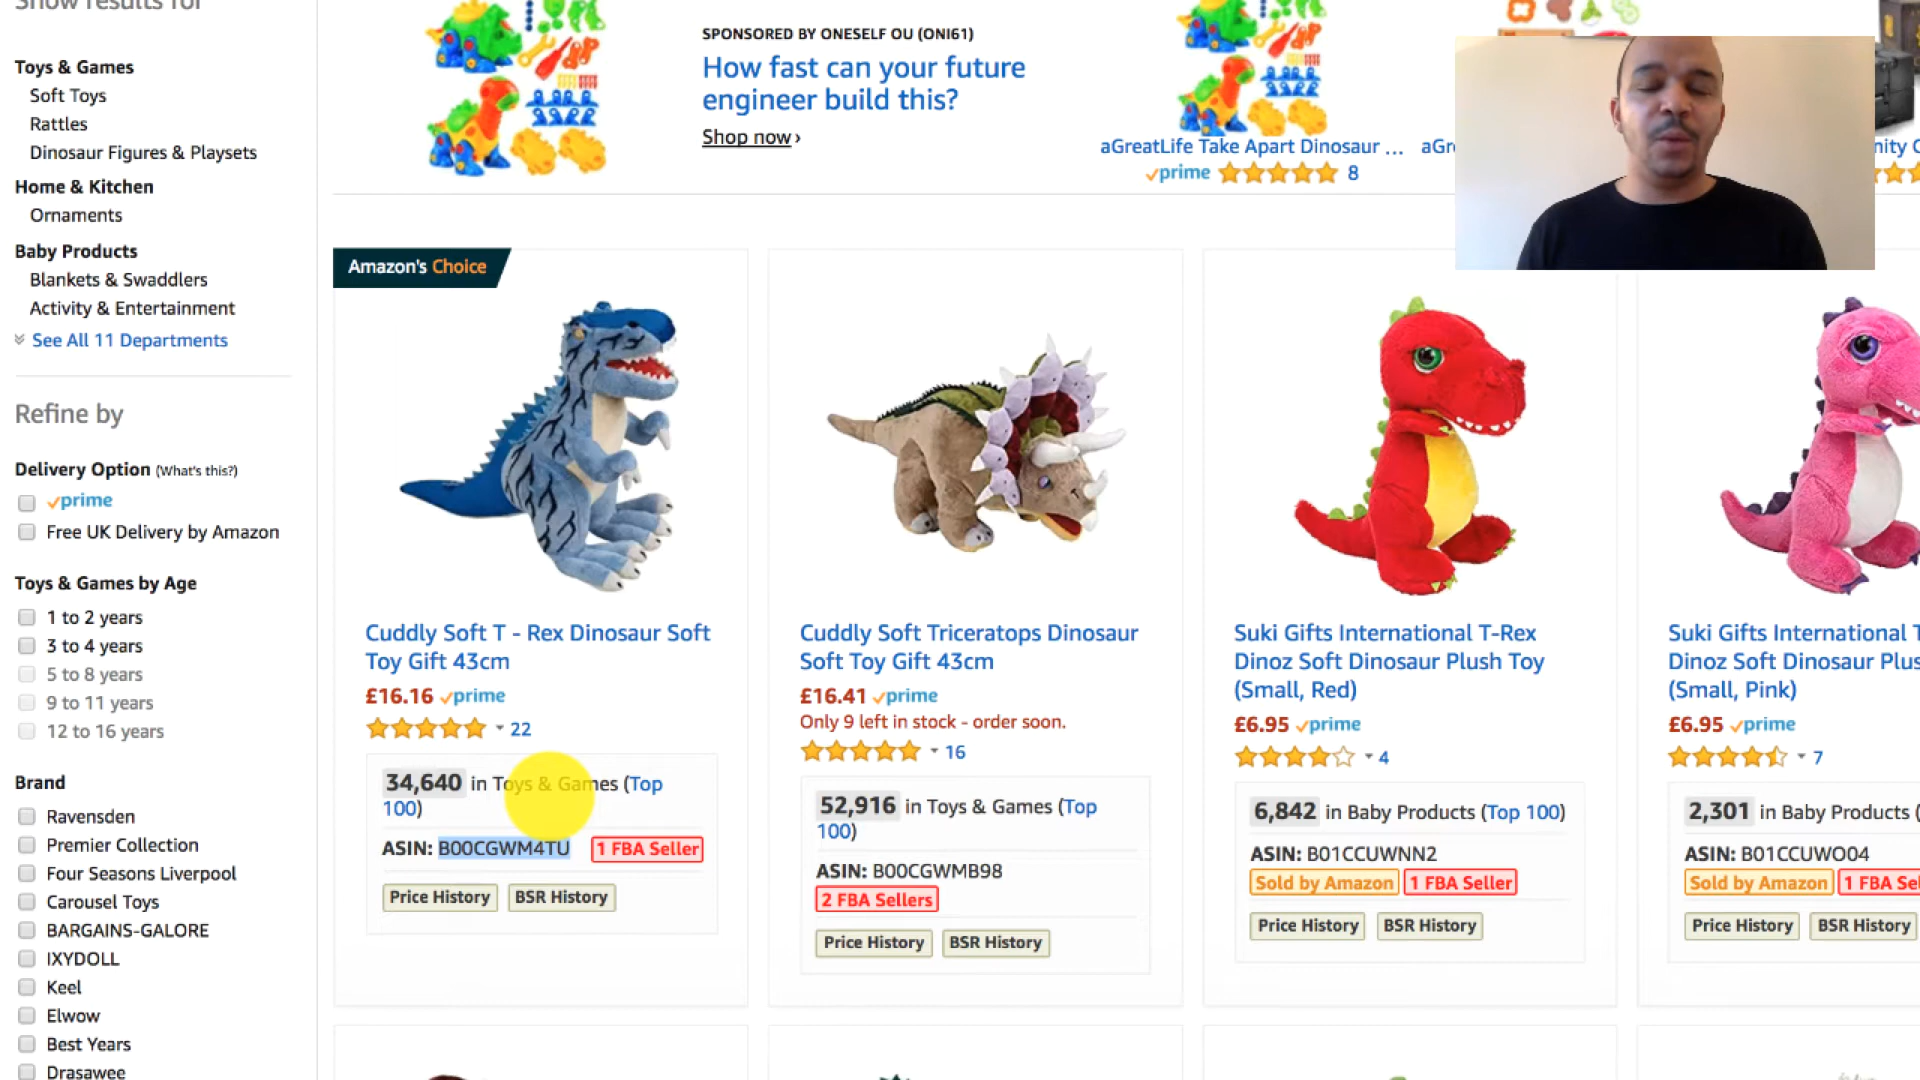 Show results for
Toys & Games
Soft Toys
Rattles
Dinosaur Figures & Playsets
Home & Kitchen
Ornaments
Baby Products
Blankets & Swaddlers
Activity & Entertainment
See All 11 Departments
Refine by
Delivery Option (What's this?)
prime
Free UK Delivery by Amazon
Toys & Games by Age
1 to 2 years
3 to 4 years
5 to 8 years
9 to 11 years
12 to 16 years
Brand
Ravensden
Premier Collection
Four Seasons Liverpool
Carousel Toys
BARGAINS-GALORE
IXYDOLL
Keel
Elwow
Best Years
Drasawee
SPONSORED BY ONESELF OU (ONI61)
How fast can your future
engineer build this?
Shop now ›
aGreatLife Take Apart Dinosaur ...
prime 8
Amazon's Choice
Cuddly Soft T - Rex Dinosaur Soft
Toy Gift 43cm
£16.16 prime
22
34,640 in Toys & Games (Top
100)
ASIN: B00CGWM4TU 1 FBA Seller
Price History BSR History
Cuddly Soft Triceratops Dinosaur
Soft Toy Gift 43cm
£16.41 prime
Only 9 left in stock - order soon.
16
52,916 in Toys & Games (Top
100)
ASIN: B00CGWMB98
2 FBA Sellers
Price History BSR History
Suki Gifts International T-Rex
Dinoz Soft Dinosaur Plush Toy
(Small, Red)
£6.95 prime
4
6,842 in Baby Products (Top 100)
ASIN: B01CCUWNN2
Sold by Amazon 1 FBA Seller
Price History BSR History
Suki Gifts International
Dinoz Soft Dinosaur
(Small, Pink)
£6.95 prime
7
2,301 in Baby Products (
ASIN: B01CCUWO04
Sold by Amazon 1 FBA
Price History BSR History